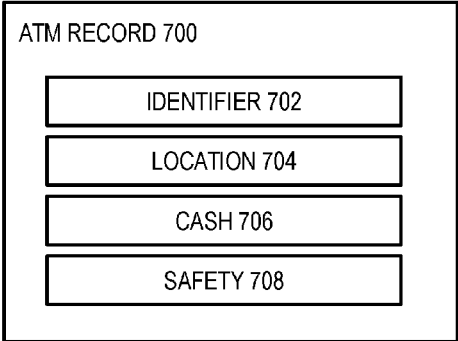 ATM RECORD 700
IDENTIFIER 702
LOCATION 704
CASH 706
SAFETY 708